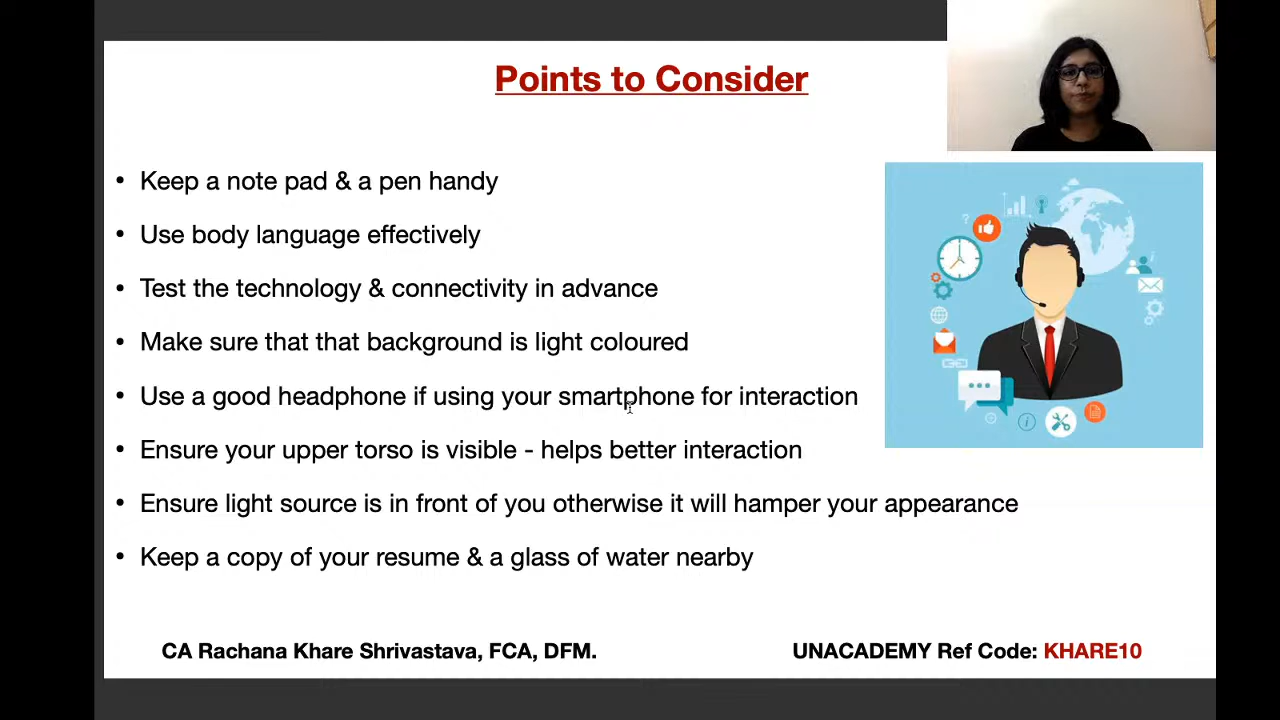 Points to Consider
• Keep a note pad & a pen handy
• Use body language effectively
• Test the technology & connectivity in advance
• Make sure that that background is light coloured
• Use a good headphone if using your smartphone for interaction
• Ensure your upper torso is visible - helps better interaction
• Ensure light source is in front of you otherwise it will hamper your appearance
• Keep a copy of your resume & a glass of water nearby
CA Rachana Khare Shrivastava, FCA, DFM.
UNACADEMY Ref Code: KHARE10